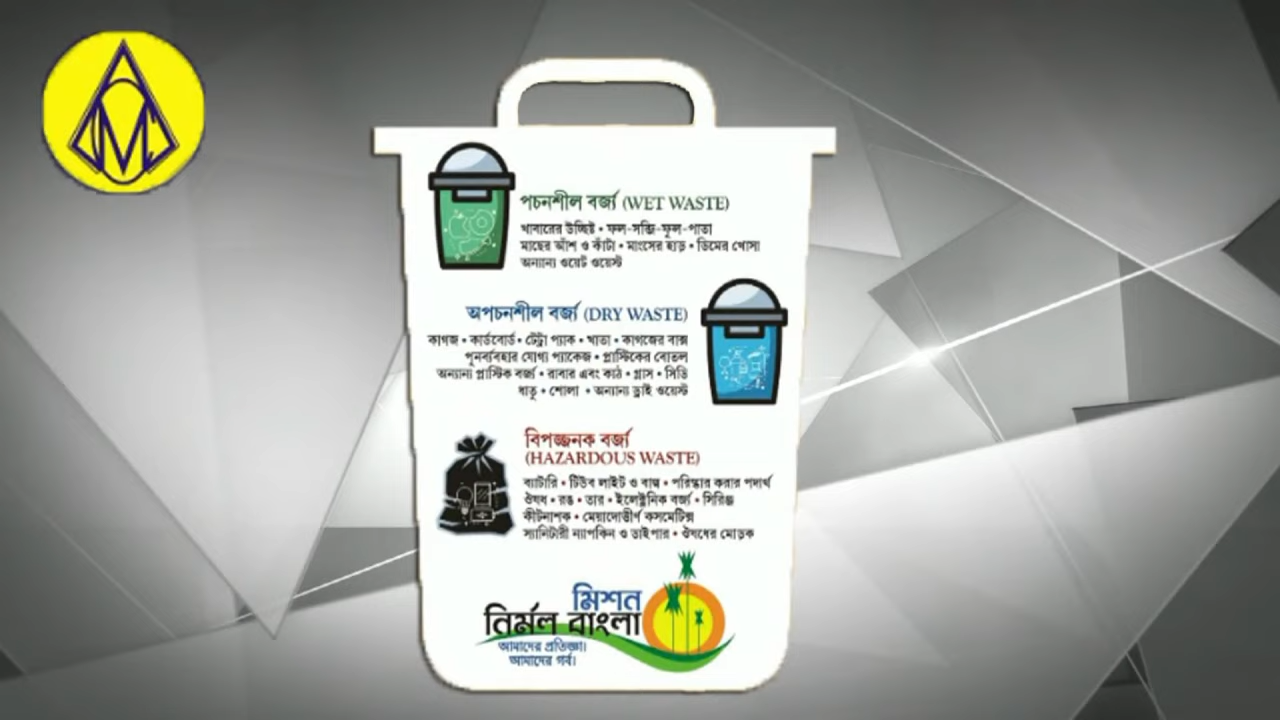 পচনশীল বর্জ্য (WET WASTE)
খাবারের উচ্ছিষ্ট • ফল-সব্জি-ফুল-পাতা
মাছের আঁশ ও কাঁটা • মাংসের হাড় • ডিমের খোসা
অন্যান্য ওয়েট ওয়েস্ট
অপচনশীল বর্জ্য (DRY WASTE)
কাগজ • কার্ডবোর্ড • টেট্রা প্যাক • খাতা • কাগজের বাক্স
পুনর্ব্যবহার যোগ্য প্যাকেজ • প্লাস্টিকের বোতল
অন্যান্য প্লাস্টিক বর্জ্য • রাবার এবং কাঠ • গ্লাস • সিডি
ধাতু • শোলা • অন্যান্য ড্রাই ওয়েস্ট
বিপজ্জনক বর্জ্য
(HAZARDOUS WASTE)
ব্যাটারি • টিউব লাইট ও বাল্ব • পরিষ্কার করার পদার্থ
ঔষধ • রঙ • তার • ইলেক্ট্রনিক বর্জ্য • সিরিঞ্জ
কীটনাশক • মেয়াদোত্তীর্ণ কসমেটিক্স
স্যানিটারী ন্যাপকিন ও ডাইপার • ঔষধের মোড়ক
মিশন
নির্মল বাংলা
আমাদের প্রতিজ্ঞা।
আমাদের গর্ব।